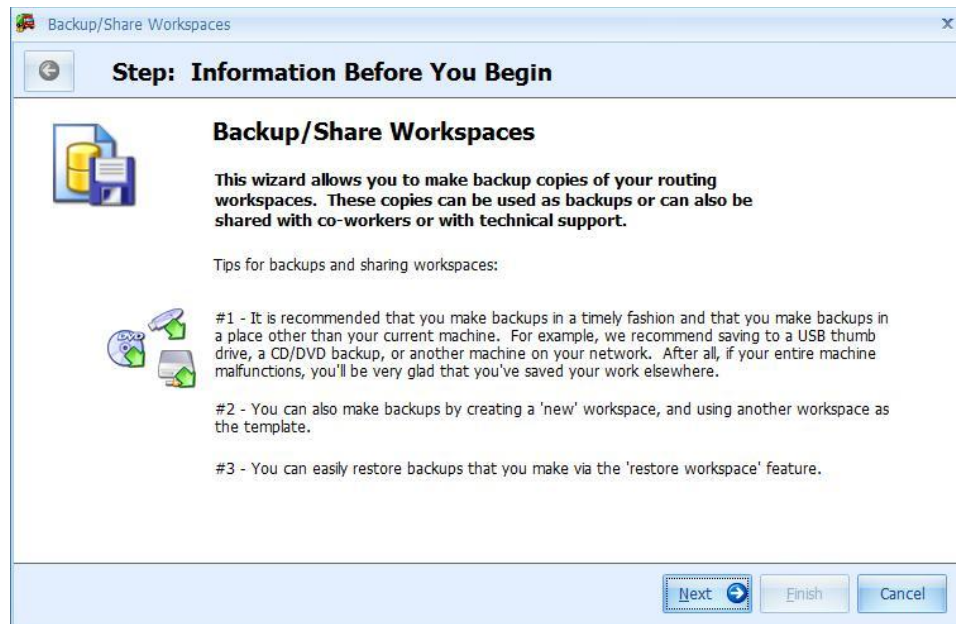 Backup/Share Workspaces
x
Step: Information Before You Begin
Backup/Share Workspaces
This wizard allows you to make backup copies of your routing
workspaces. These copies can be used as backups or can also be
shared with co-workers or with technical support.
Tips for backups and sharing workspaces:
#1 - It is recommended that you make backups in a timely fashion and that you make backups in
a place other than your current machine. For example, we recommend saving to a USB thumb
drive, a CD/DVD backup, or another machine on your network. After all, if your entire machine
malfunctions, you'll be very glad that you've saved your work elsewhere.
DVD
#2 - You can also make backups by creating a 'new' workspace, and using another workspace as
the template.
#3 - You can easily restore backups that you make via the 'restore workspace' feature.
Next
Finish
Cancel